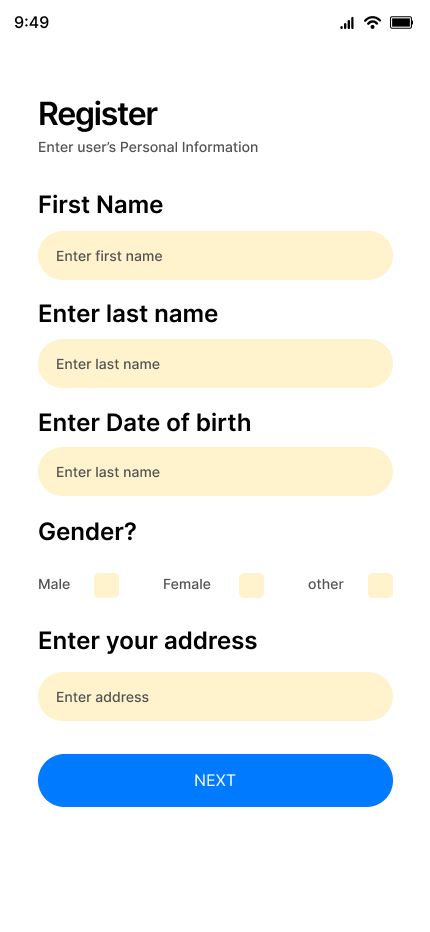 9:49
Register
Enter user’s Personal Information
First Name
Enter first name
Enter last name
Enter last name
Enter Date of birth
Enter last name
Gender?
Male Female other
Enter your address
Enter address
NEXT